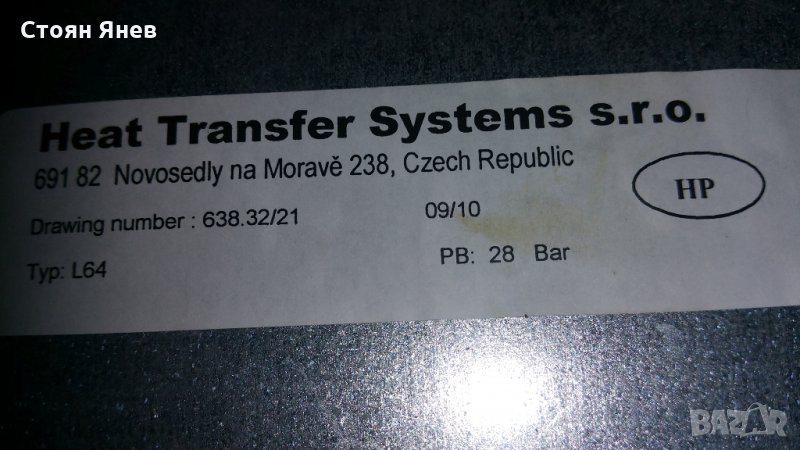 Стоян Янев
Heat Transfer Systems s.r.o.
691 82 Novosedly na Moravě 238, Czech Republic
HP
Drawing number : 638.32/21 09/10
Typ: L64 PB: 28 Bar
BAZAR